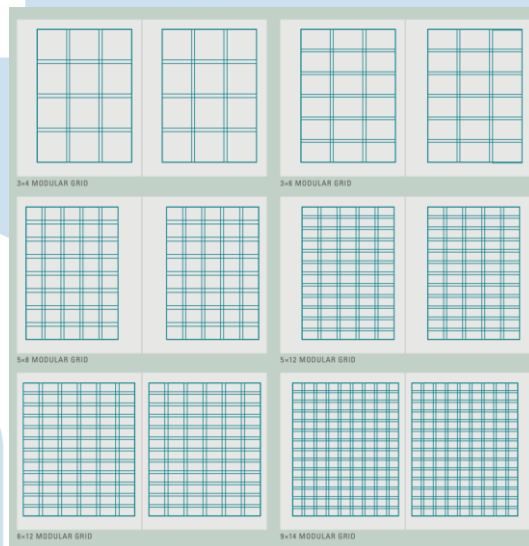 3×4 MODULAR GRID
3×6 MODULAR GRID
5×8 MODULAR GRID
5×12 MODULAR GRID
6×12 MODULAR GRID
9×14 MODULAR GRID